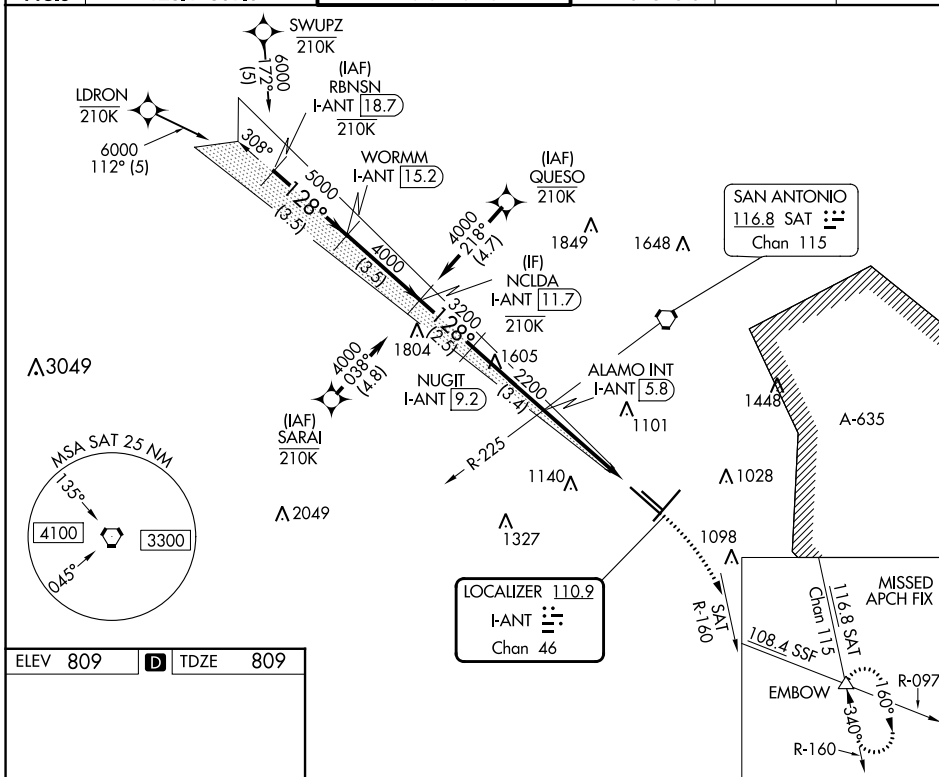 SWUPZ
210K
6000
172°
(5)
(IAF)
RBNSN
I-ANT 18.7
210K
LDRON
210K
6000
112° (5)
308°
128°
5000
(3.5)
WORMM
I-ANT 15.2
4000
(3.5)
(IAF)
QUESO
210K
4000
218°
(4.7)
1849
1648
SAN ANTONIO
116.8 SAT
Chan 115
(IF)
NCLDA
I-ANT 11.7
210K
3200
128°
(2.5)
1804
1605
3049
4000
038°
(4.8)
(IAF)
SARAI
210K
NUGIT
I-ANT 9.2
2200
(3.4)
ALAMO INT
I-ANT 5.8
1101
1448
A-635
R-225
1140
1028
MSA SAT 25 NM
135°
4100
3300
045°
2049
1327
1098
LOCALIZER 110.9
I-ANT
Chan 46
SAT
R-160
MISSED
APCH FIX
116.8 SAT
Chan 115
108.4 SSF
EMBOW
R-097
160°
340°
R-160
ELEV 809
D
TDZE 809